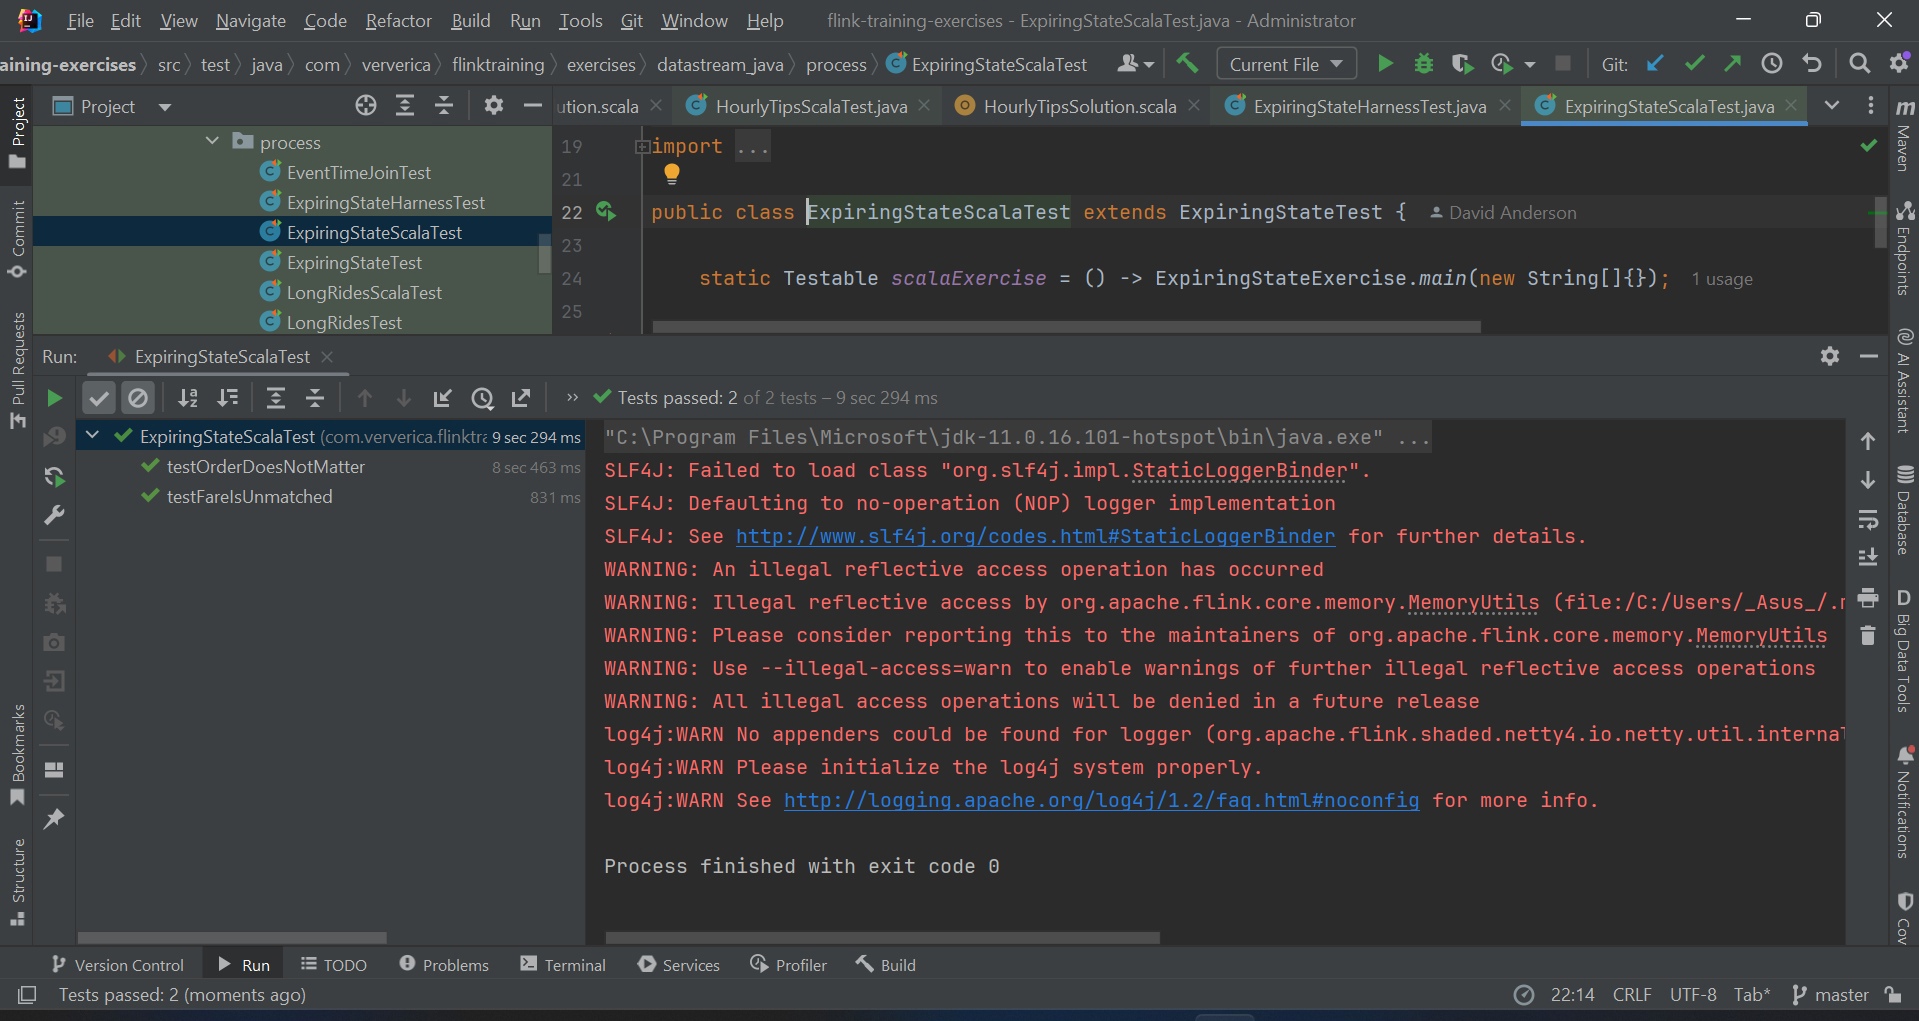 File Edit View Navigate Code Refactor Build Run Tools Git Window Help flink-training-exercises - ExpiringStateScalaTest.java - Administrator
aining-exercises src test java com ververica flinktraining exercises datastream_java process ExpiringStateScalaTest Current File Git:
Project ution.scala HourlyTipsScalaTest.java HourlyTipsSolution.scala ExpiringStateHarnessTest.java ExpiringStateScalaTest.java
process
EventTimeJoinTest
ExpiringStateHarnessTest
ExpiringStateScalaTest
ExpiringStateTest
LongRidesScalaTest
LongRidesTest
19 import ...
21
22 public class ExpiringStateScalaTest extends ExpiringStateTest { David Anderson
23
24 static Testable scalaExercise = () -> ExpiringStateExercise.main(new String[]{}); 1 usage
25
Run: ExpiringStateScalaTest
» Tests passed: 2 of 2 tests – 9 sec 294 ms
ExpiringStateScalaTest (com.ververica.flinktra 9 sec 294 ms
testOrderDoesNotMatter 8 sec 463 ms
testFareIsUnmatched 831 ms
"C:\Program Files\Microsoft\jdk-11.0.16.101-hotspot\bin\java.exe" ...
SLF4J: Failed to load class "org.slf4j.impl.StaticLoggerBinder".
SLF4J: Defaulting to no-operation (NOP) logger implementation
SLF4J: See http://www.slf4j.org/codes.html#StaticLoggerBinder for further details.
WARNING: An illegal reflective access operation has occurred
WARNING: Illegal reflective access by org.apache.flink.core.memory.MemoryUtils (file:/C:/Users/_Asus_/.m
WARNING: Please consider reporting this to the maintainers of org.apache.flink.core.memory.MemoryUtils
WARNING: Use --illegal-access=warn to enable warnings of further illegal reflective access operations
WARNING: All illegal access operations will be denied in a future release
log4j:WARN No appenders could be found for logger (org.apache.flink.shaded.netty4.io.netty.util.internal
log4j:WARN Please initialize the log4j system properly.
log4j:WARN See http://logging.apache.org/log4j/1.2/faq.html#noconfig for more info.
Process finished with exit code 0
Project
Commit
Pull Requests
Bookmarks
Structure
m Maven
Endpoints
AI Assistant
Database
D Big Data Tools
Notifications
Cov
Version Control Run TODO Problems Terminal Services Profiler Build
Tests passed: 2 (moments ago) 22:14 CRLF UTF-8 Tab* master